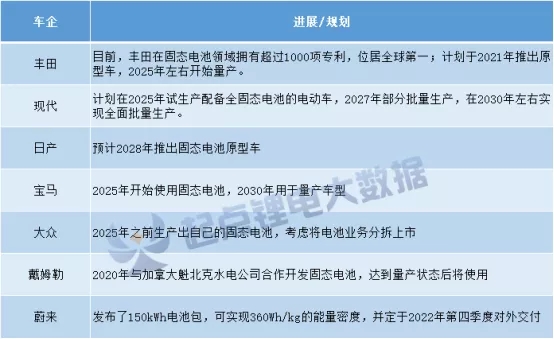 车企 进展/规划
丰田 目前，丰田在固态电池领域拥有超过1000项专利，位居全球第一；计划于2021年推出原
型车，2025年左右开始量产。
现代 计划在2025年试生产配备全固态电池的电动车，2027年部分批量生产，在2030年左右实
现全面批量生产。
日产 预计2028年推出固态电池原型车
宝马 2025年开始使用固态电池，2030年用于量产车型
大众 2025年之前生产出自己的固态电池，考虑将电池业务分拆上市
戴姆勒 2020年与加拿大魁北克水电公司合作开发固态电池，达到量产状态后将使用
蔚来 发布了150kWh电池包，可实现360Wh/kg的能量密度，并定于2022年第四季度对外交付
起点锂电大数据